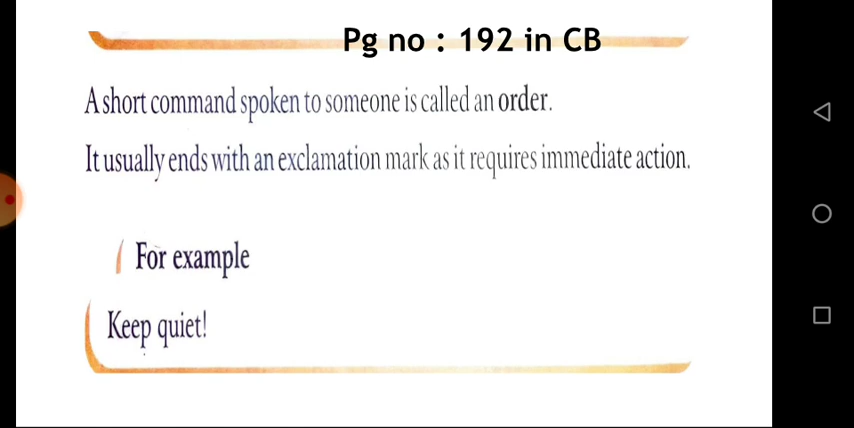 Pg no : 192 in CB
A short command spoken to someone is called an order.
It usually ends with an exclamation mark as it requires immediate action.
For example
Keep quiet!